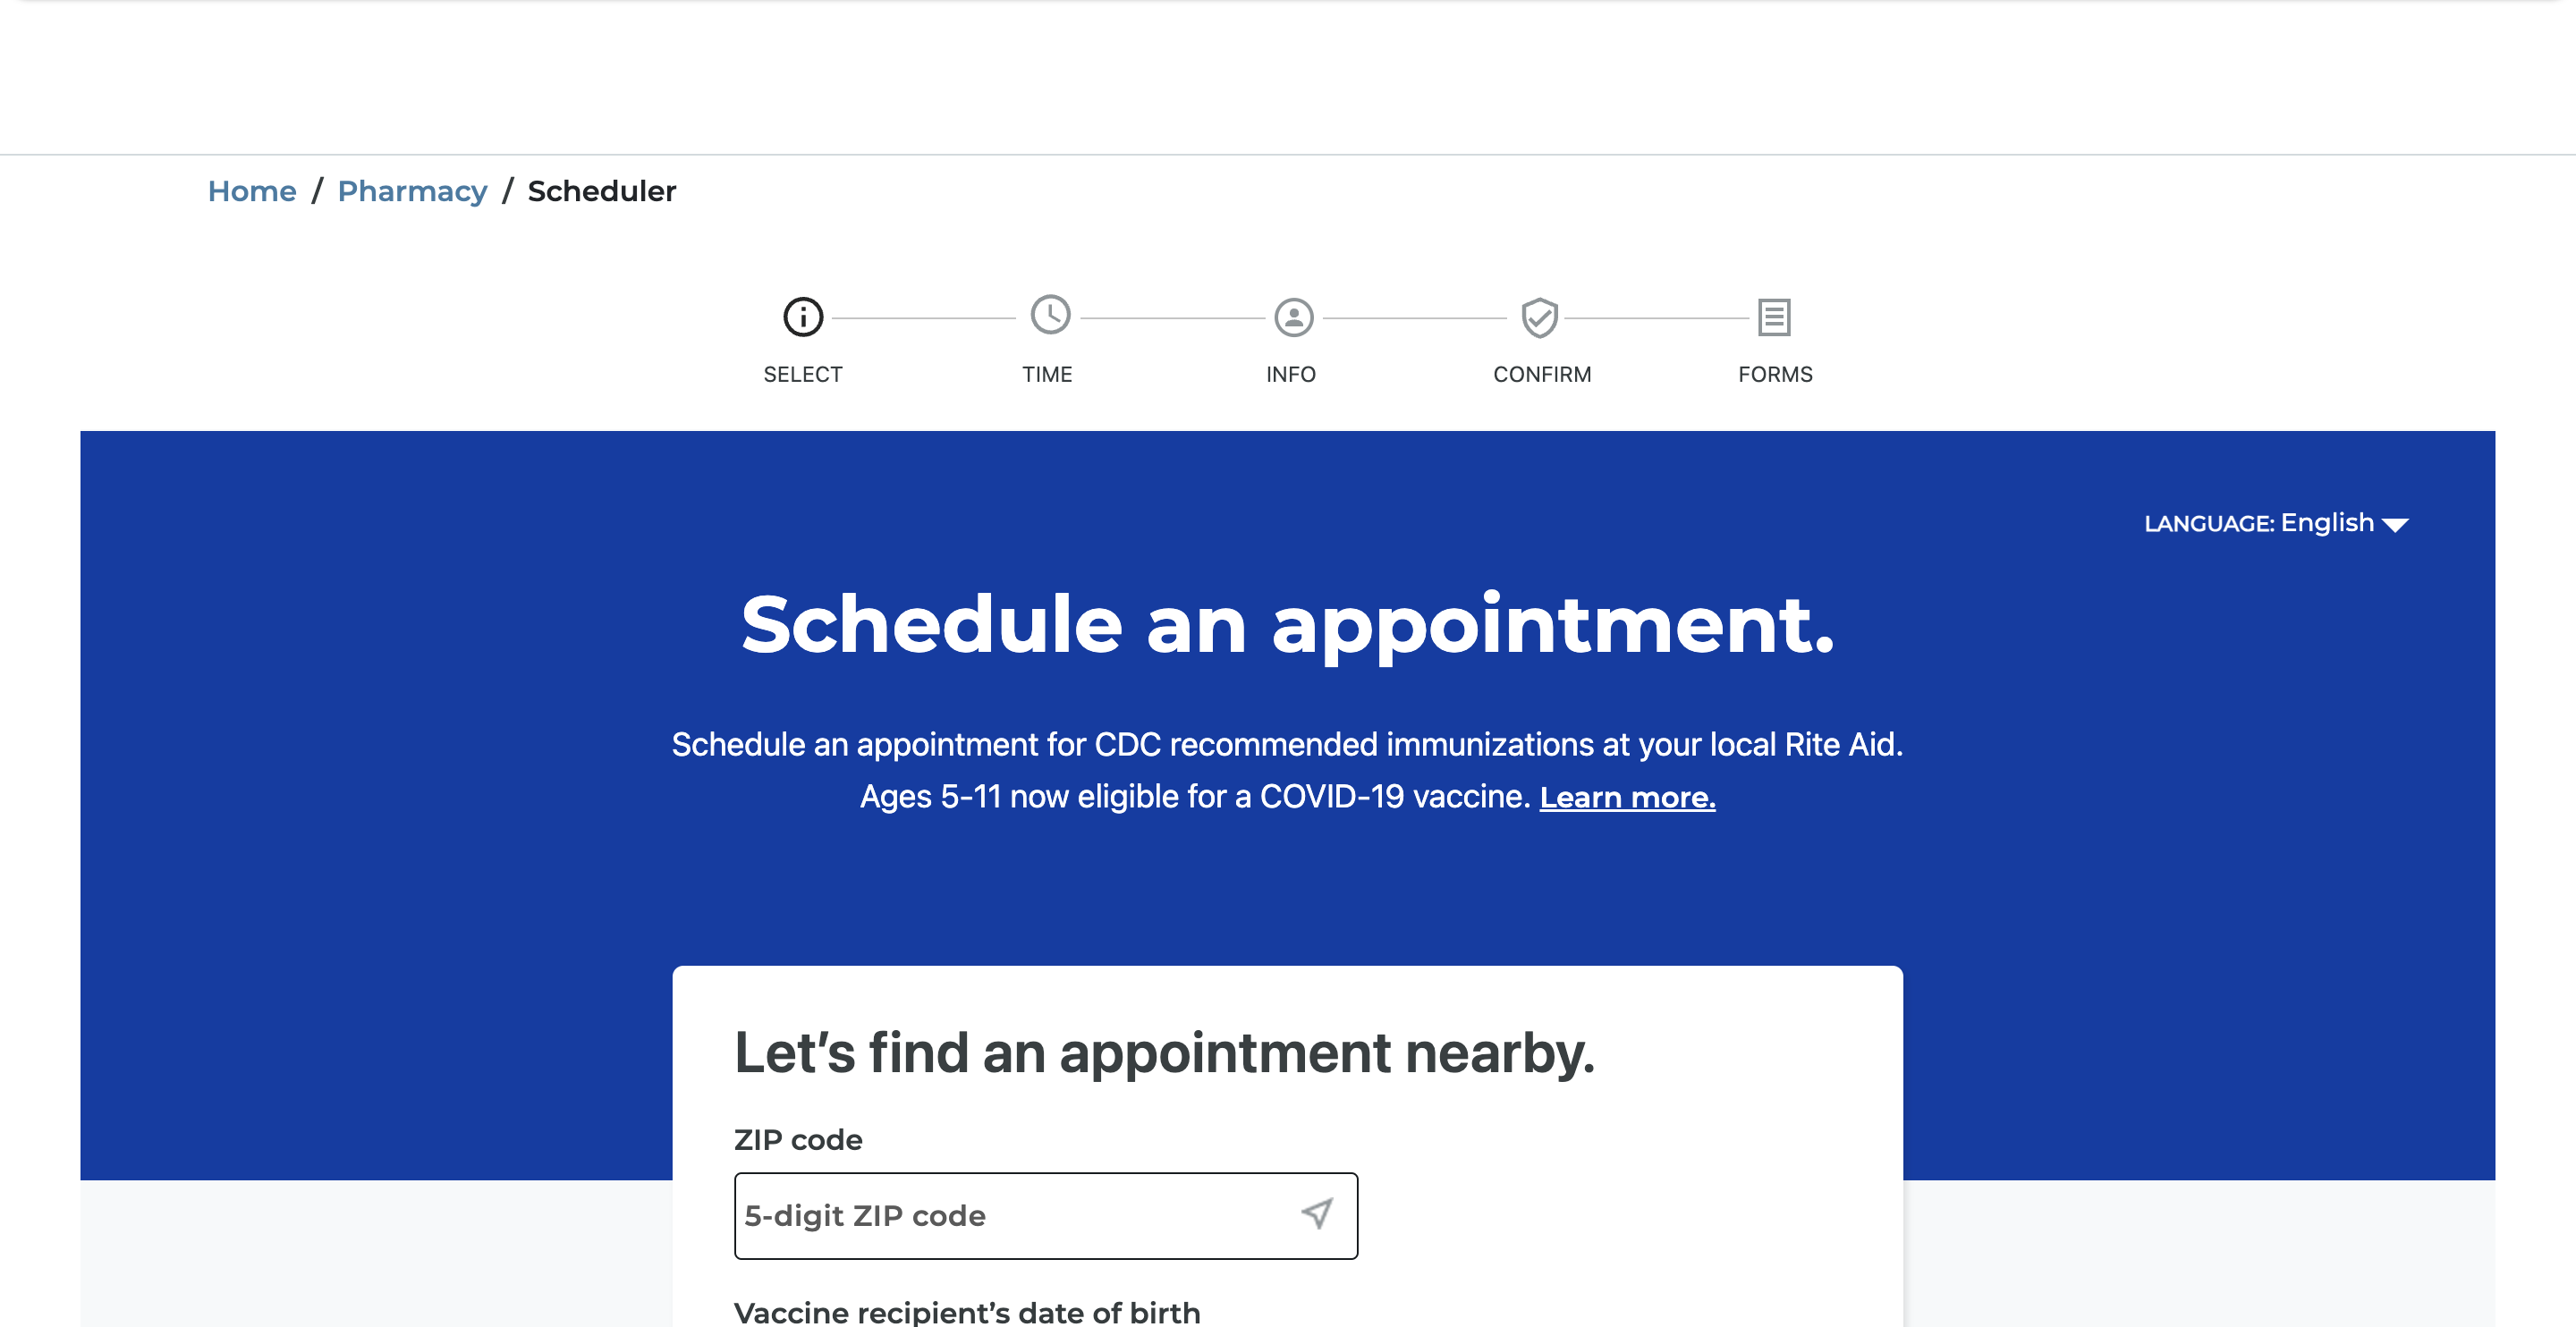 Home / Pharmacy / Scheduler
SELECT TIME INFO CONFIRM FORMS
LANGUAGE: English
Schedule an appointment.
Schedule an appointment for CDC recommended immunizations at your local Rite Aid.
Ages 5-11 now eligible for a COVID-19 vaccine. Learn more.
Let’s find an appointment nearby.
ZIP code
5-digit ZIP code
Vaccine recipient’s date of birth